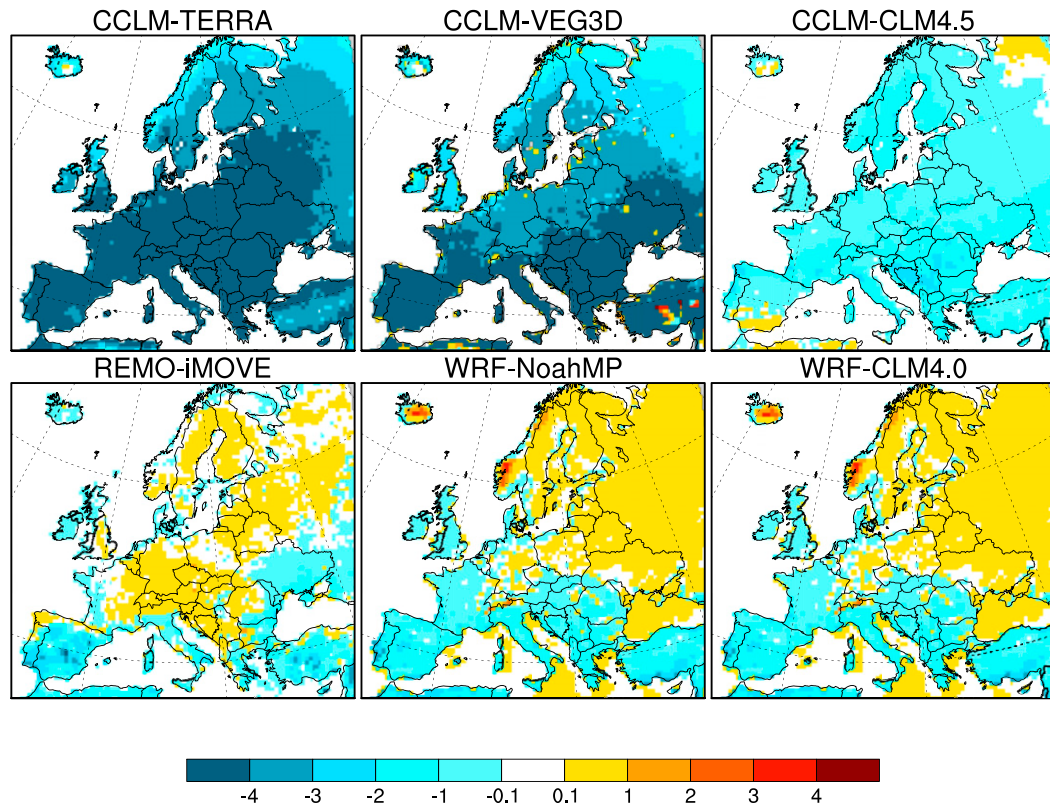 CCLM-TERRA CCLM-VEG3D CCLM-CLM4.5
REMO-iMOVE WRF-NoahMP WRF-CLM4.0
-4 -3 -2 -1 -0.1 0.1 1 2 3 4